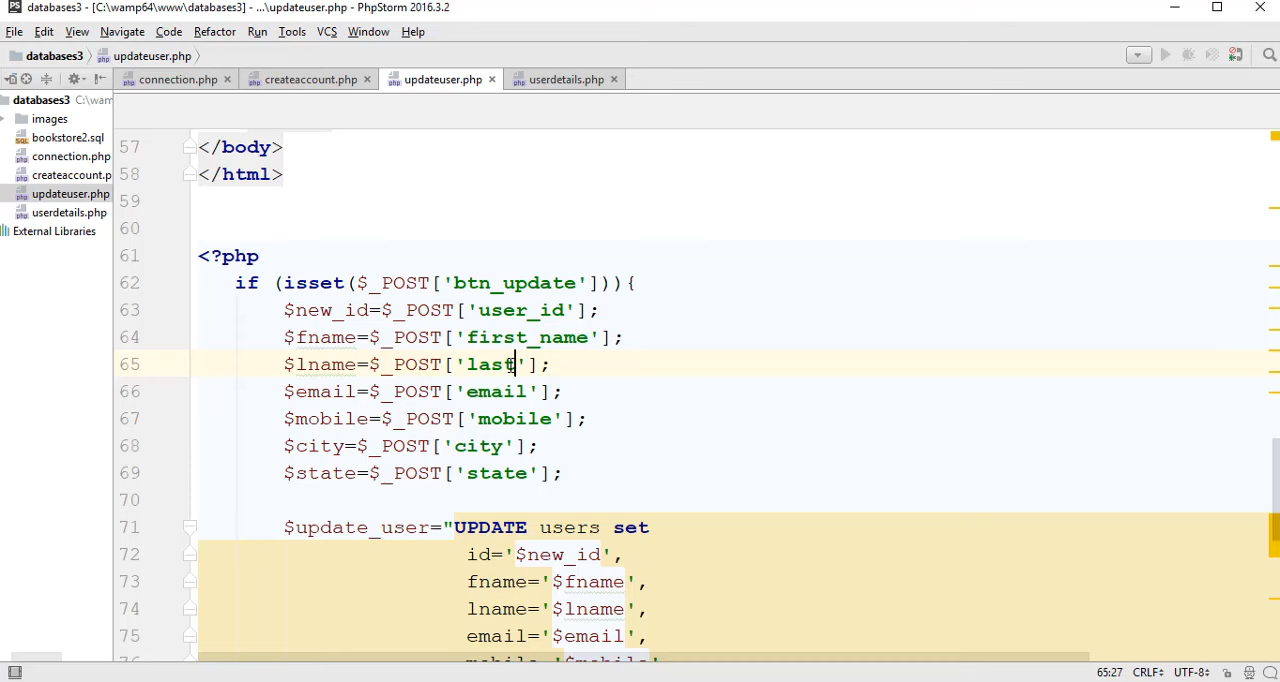 databases3 - [C:\wamp64\www\databases3] - ...\updateuser.php - PhpStorm 2016.3.2
File Edit View Navigate Code Refactor Run Tools VCS Window Help
databases3 updateuser.php
connection.php createaccount.php updateuser.php userdetails.php
databases3 C:\wam
images
bookstore2.sql
connection.php
createaccount.p
updateuser.php
userdetails.php
External Libraries
57 </body>
58 </html>
59
60
61 <?php
62 if (isset($_POST['btn_update'])){
63 $new_id=$_POST['user_id'];
64 $fname=$_POST['first_name'];
65 $lname=$_POST['last'];
66 $email=$_POST['email'];
67 $mobile=$_POST['mobile'];
68 $city=$_POST['city'];
69 $state=$_POST['state'];
70
71 $update_user="UPDATE users set
72 id='$new_id',
73 fname='$fname',
74 lname='$lname',
75 email='$email',
65:27 CRLF UTF-8